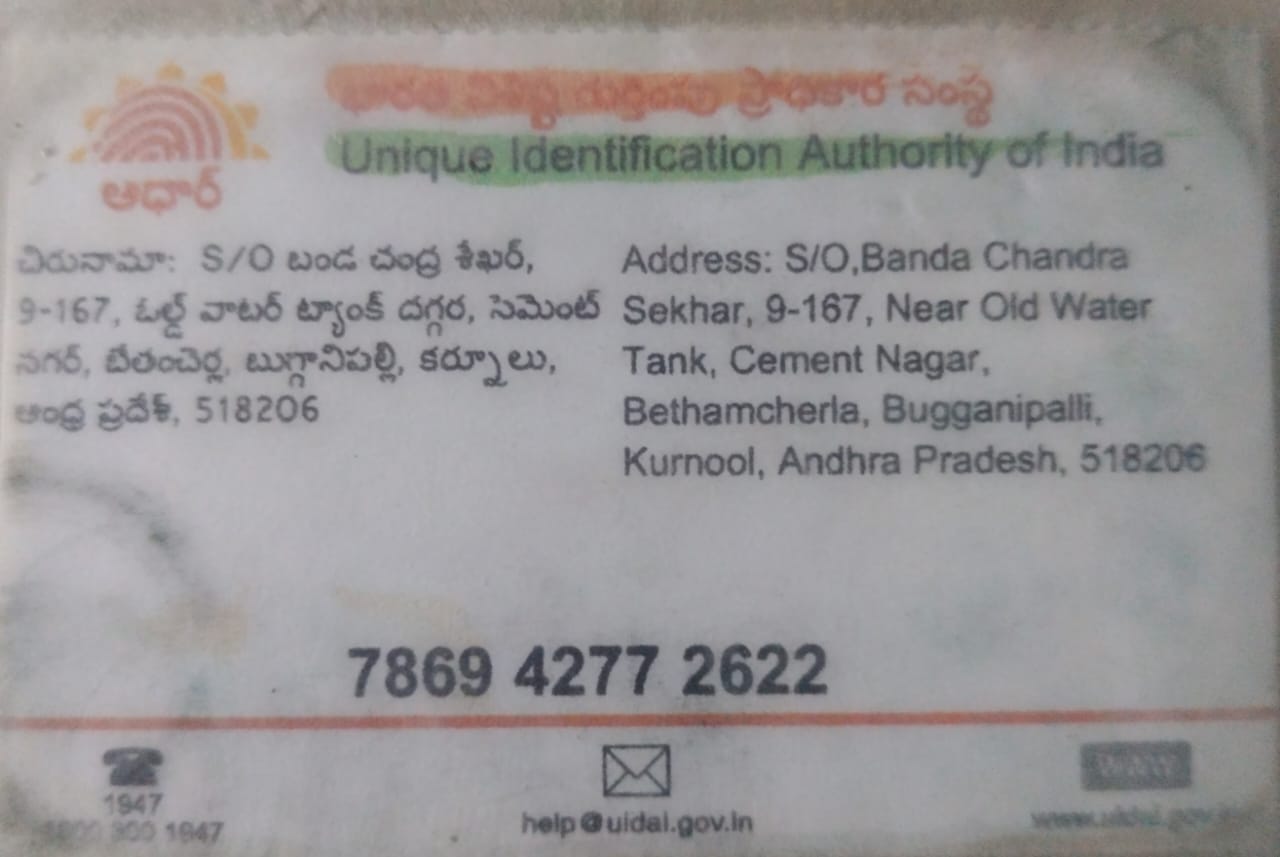 భారత విశిష్ట గుర్తింపు ప్రాధికార సంస్థ
Unique Identification Authority of India
ఆధార్
చిరునామా: S/O బండ చంద్ర శేఖర్,
9-167, ఓల్డ్ వాటర్ ట్యాంక్ దగ్గర, సెమెంట్
నగర్, బేతంచెర్ల, బుగ్గానిపల్లి, కర్నూలు,
ఆంధ్ర ప్రదేశ్, 518206
Address: S/O,Banda Chandra
Sekhar, 9-167, Near Old Water
Tank, Cement Nagar,
Bethamcherla, Bugganipalli,
Kurnool, Andhra Pradesh, 518206
7869 4277 2622
1947
1800 300 1947
help@uidai.gov.in
www
www.uidai.gov.in